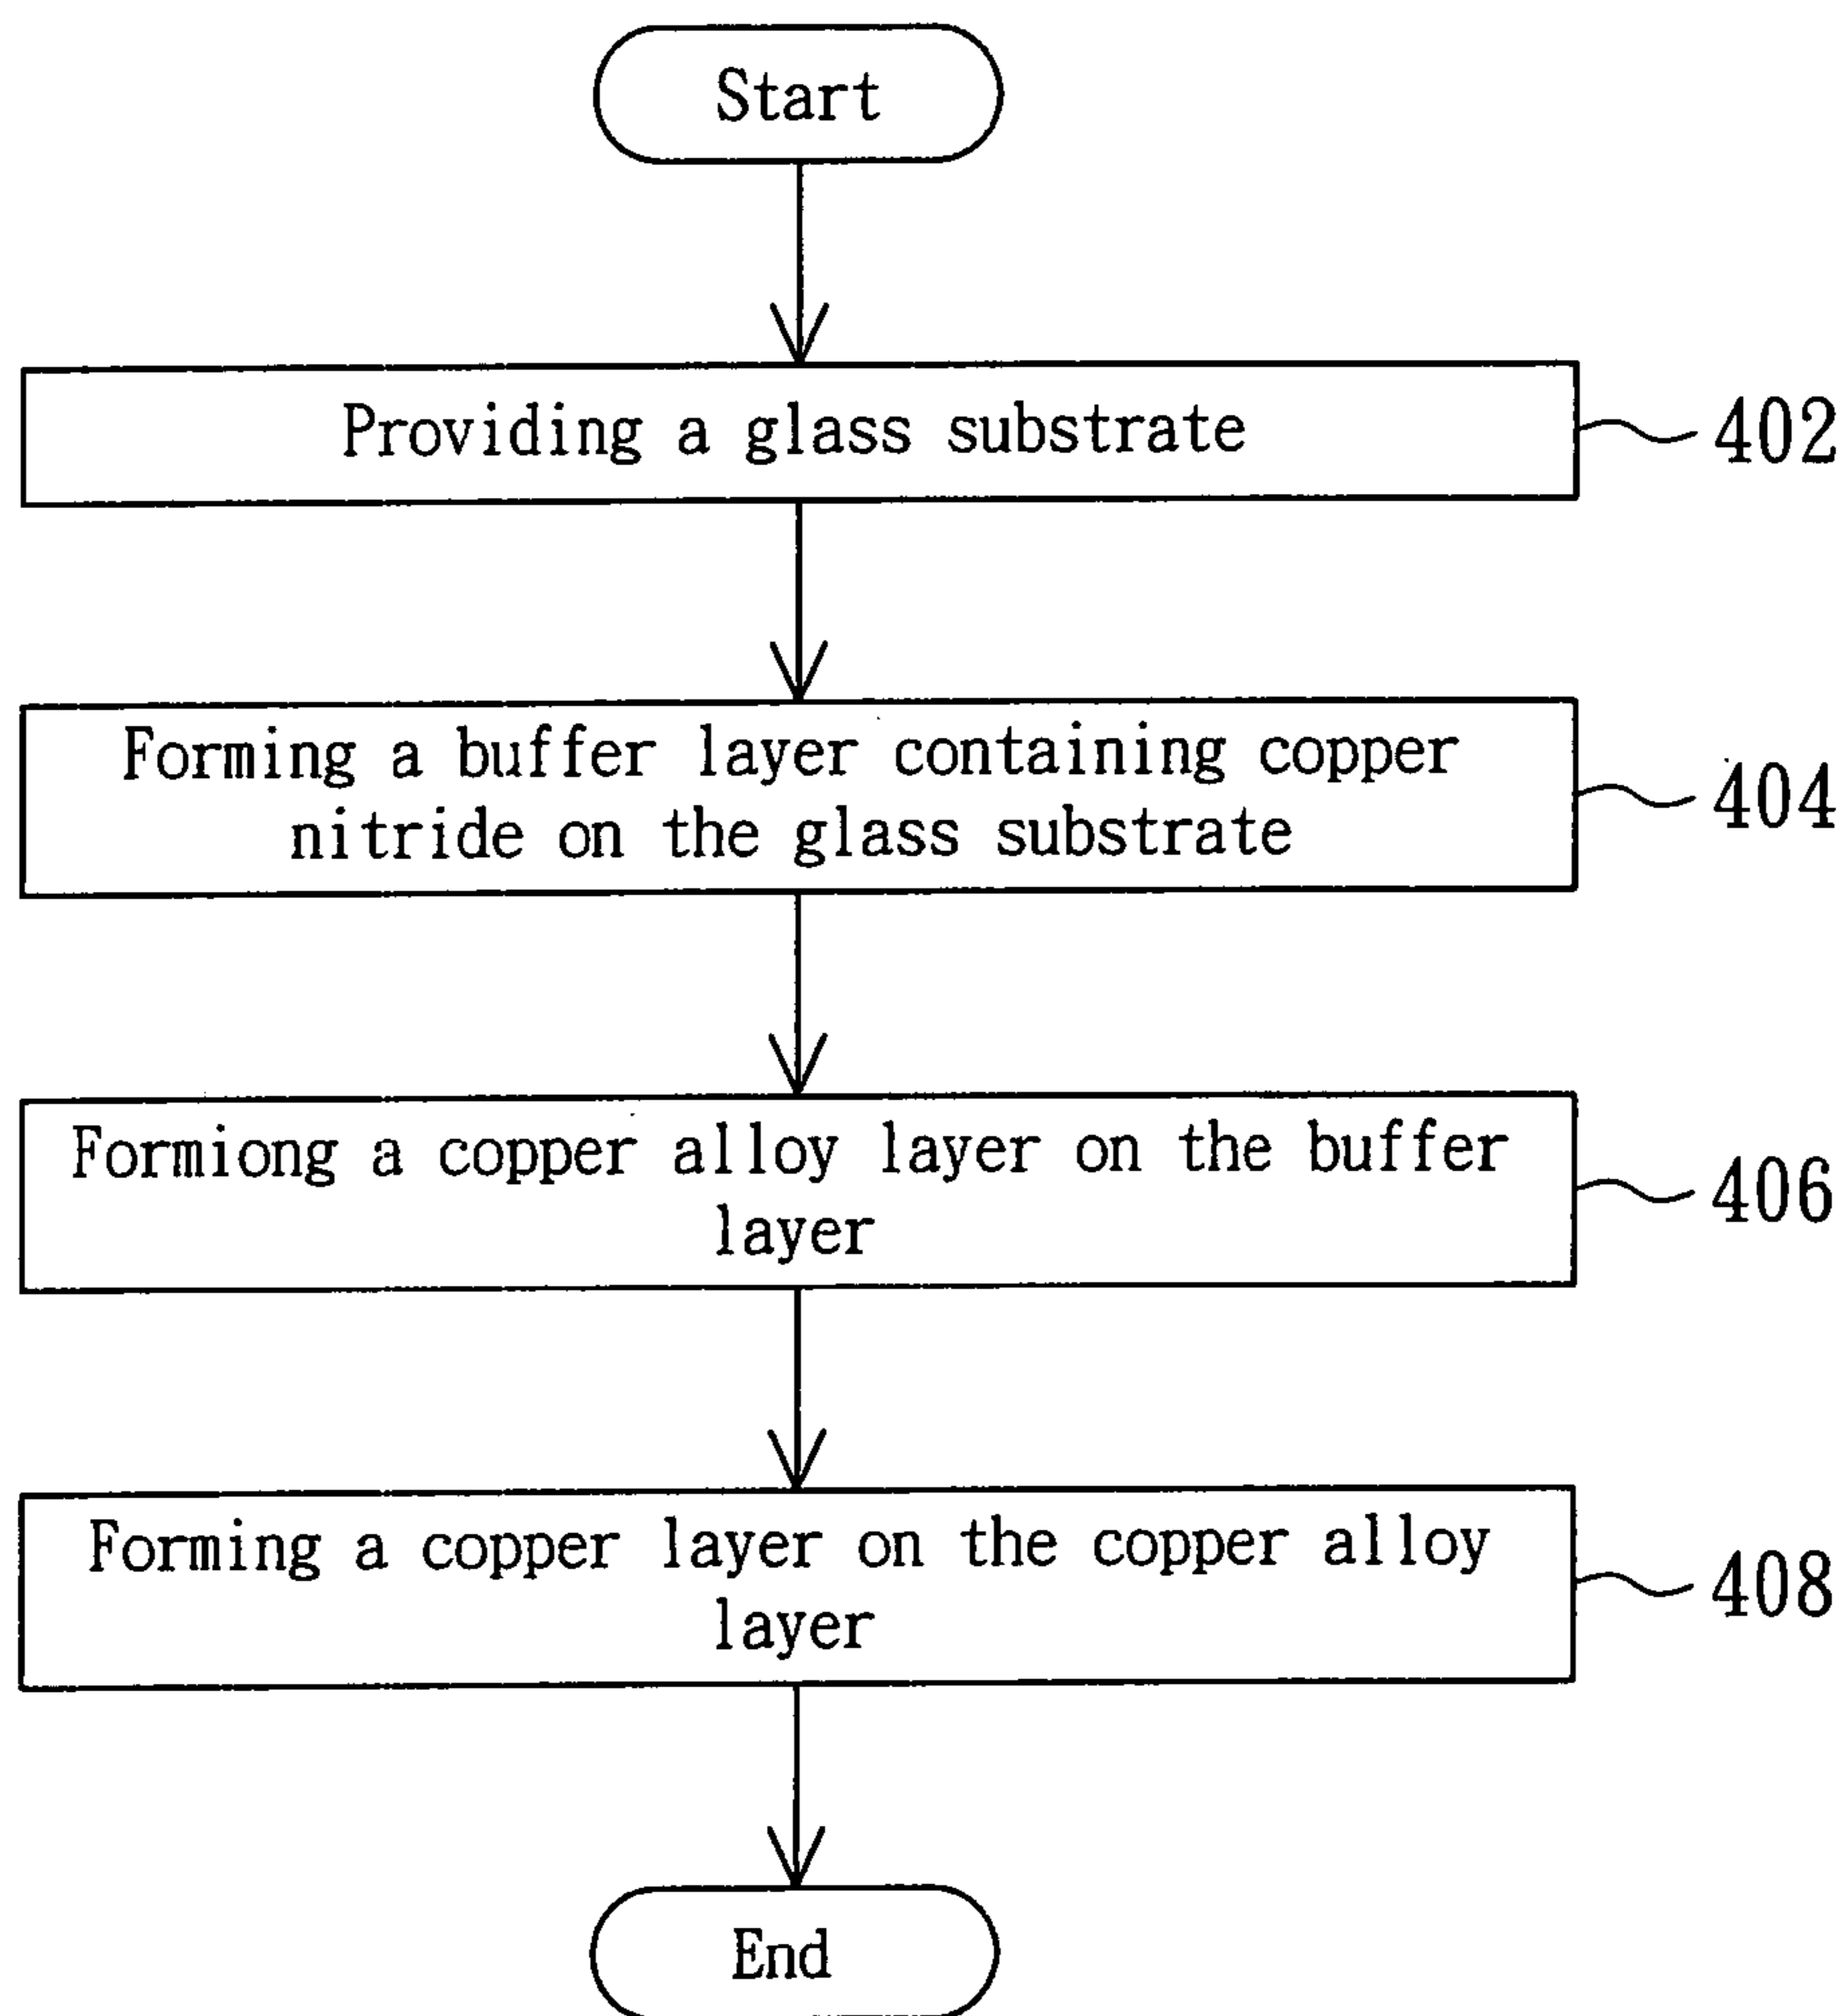 Start
Providing a glass substrate
402
Forming a buffer layer containing copper
nitride on the glass substrate
404
Formiong a copper alloy layer on the buffer
layer
406
Forming a copper layer on the copper alloy
layer
408
End